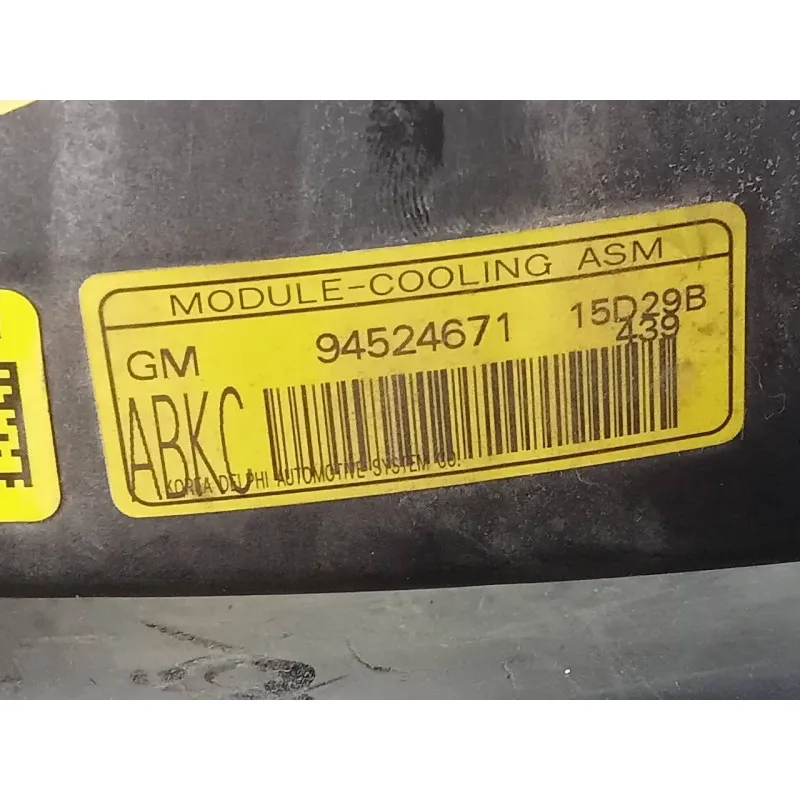 MODULE-COOLING ASM
GM 94524671 15D29B
439
ABKC
KOREA DELPHI AUTOMOTIVE SYSTEM CO.